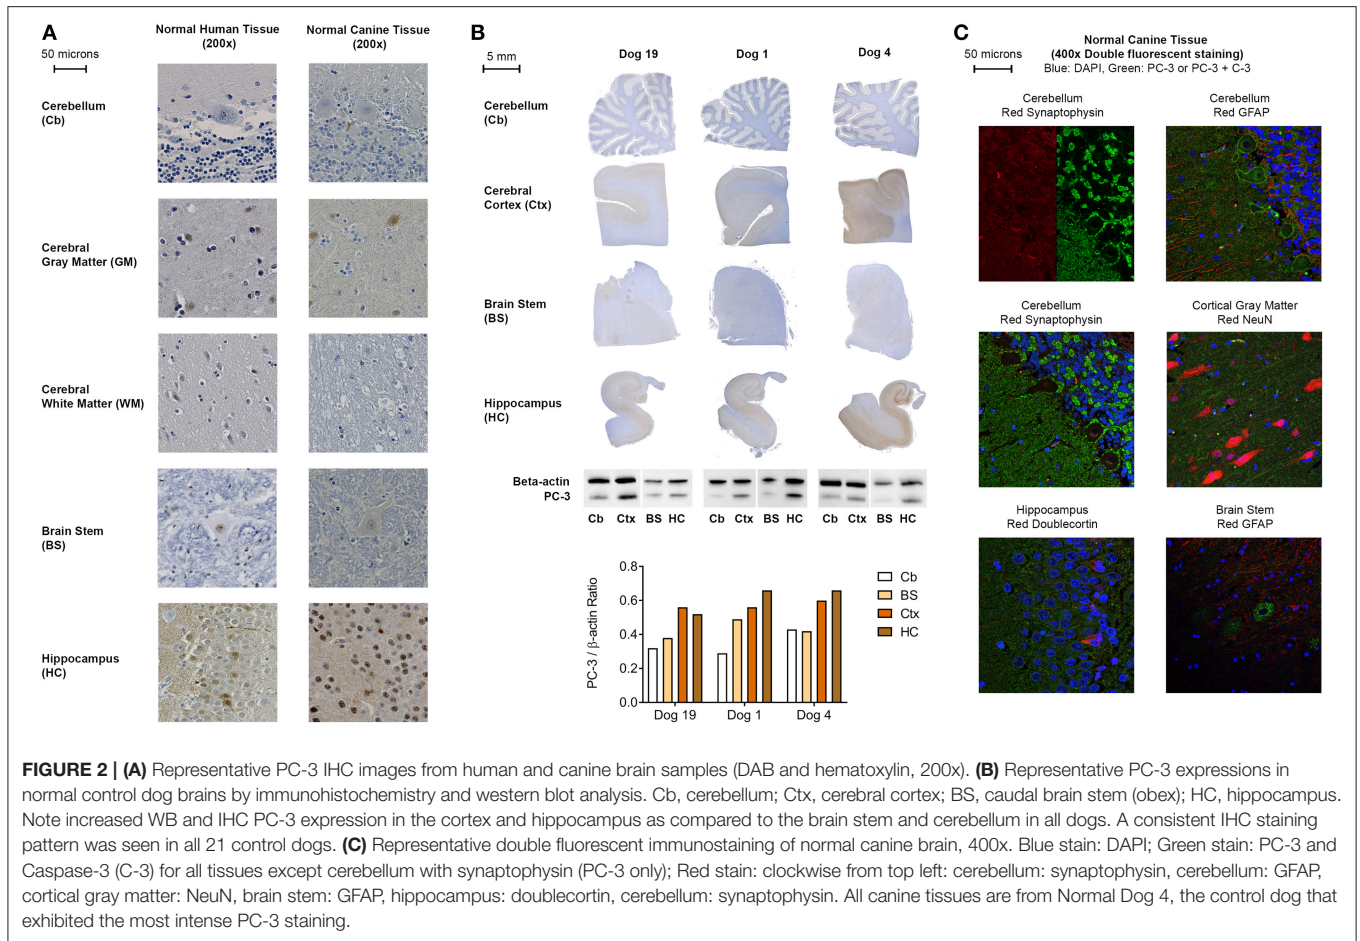 A
Normal Human Tissue
(200x)
Normal Canine Tissue
(200x)
50 microns
Cerebellum
(Cb)
Cerebral
Gray Matter (GM)
Cerebral
White Matter (WM)
Brain Stem
(BS)
Hippocampus
(HC)
B
5 mm
Dog 19
Dog 1
Dog 4
Cerebellum
(Cb)
Cerebral
Cortex (Ctx)
Brain Stem
(BS)
Hippocampus
(HC)
Beta-actin
PC-3
Cb Ctx BS HC Cb Ctx BS HC Cb Ctx BS HC
PC-3 / β-actin Ratio
0.8
0.6
0.4
0.2
0.0
Dog 19 Dog 1 Dog 4
Cb
BS
Ctx
HC
C
Normal Canine Tissue
(400x Double fluorescent staining)
Blue: DAPI, Green: PC-3 or PC-3 + C-3
50 microns
Cerebellum
Red Synaptophysin
Cerebellum
Red GFAP
Cerebellum
Red Synaptophysin
Cortical Gray Matter
Red NeuN
Hippocampus
Red Doublecortin
Brain Stem
Red GFAP
FIGURE 2 | (A) Representative PC-3 IHC images from human and canine brain samples (DAB and hematoxylin, 200x). (B) Representative PC-3 expressions in
normal control dog brains by immunohistochemistry and western blot analysis. Cb, cerebellum; Ctx, cerebral cortex; BS, caudal brain stem (obex); HC, hippocampus.
Note increased WB and IHC PC-3 expression in the cortex and hippocampus as compared to the brain stem and cerebellum in all dogs. A consistent IHC staining
pattern was seen in all 21 control dogs. (C) Representative double fluorescent immunostaining of normal canine brain, 400x. Blue stain: DAPI; Green stain: PC-3 and
Caspase-3 (C-3) for all tissues except cerebellum with synaptophysin (PC-3 only); Red stain: clockwise from top left: cerebellum: synaptophysin, cerebellum: GFAP,
cortical gray matter: NeuN, brain stem: GFAP, hippocampus: doublecortin, cerebellum: synaptophysin. All canine tissues are from Normal Dog 4, the control dog that
exhibited the most intense PC-3 staining.